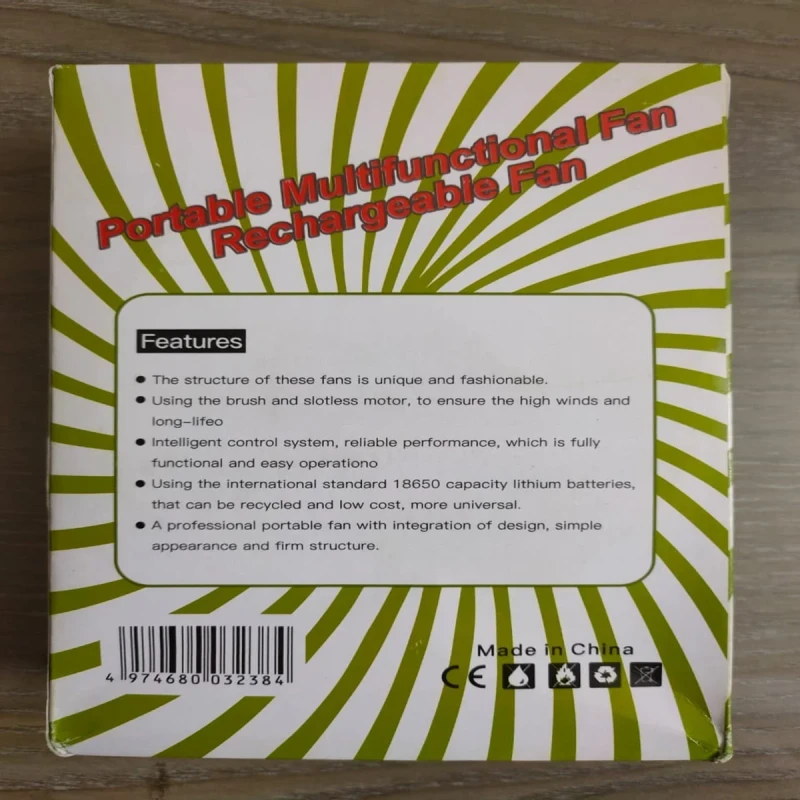 Portable Multifunctional Fan
Rechargeable Fan
Features
● The structure of these fans is unique and fashionable.
● Using the brush and slotless motor, to ensure the high winds and
long-lifeo
● Intelligent control system, reliable performance, which is fully
functional and easy operationo
● Using the international standard 18650 capacity lithium batteries,
that can be recycled and low cost, more universal.
● A professional portable fan with integration of design, simple
appearance and firm structure.
Made in China
CE
4 974680 032384